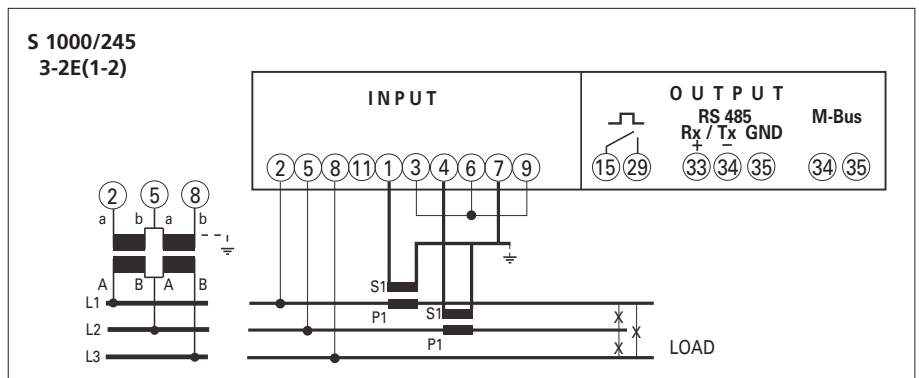 S 1000/245
3-2E(1-2)
INPUT
OUTPUT
RS 485
M-Bus
Rx / Tx GND
+ −
2 5 8 11 1 3 4 6 7 9
15 29 33 34 35 34 35
2 5 8
a b a b
A B A B
S1
L1
P1 S1
L2
P1
L3
X X X
LOAD